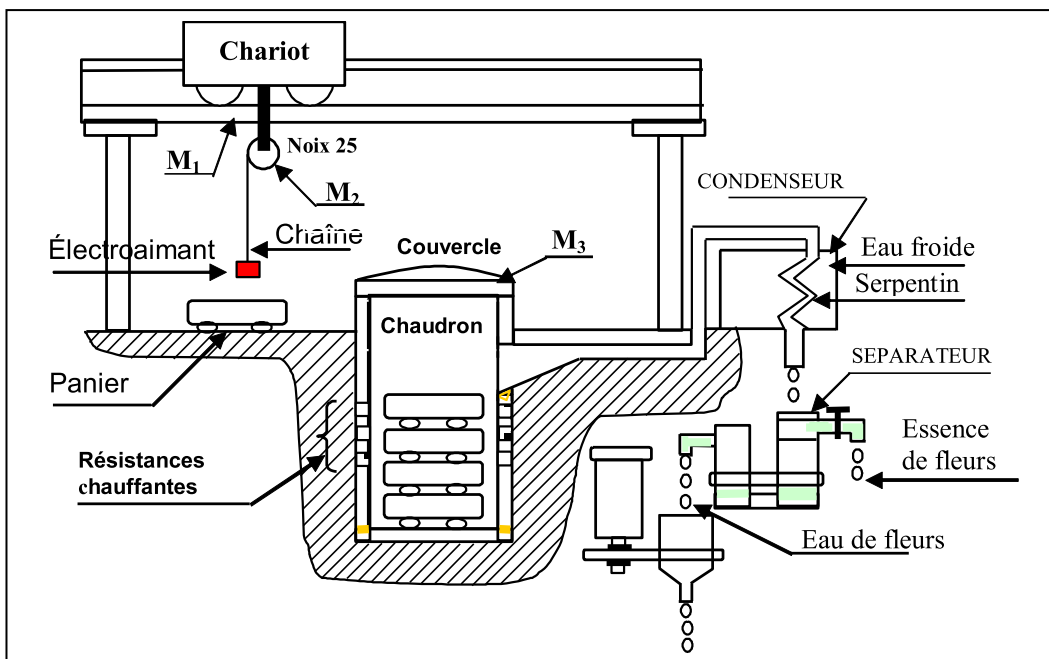 Chariot
Noix 25
M1
M2
CONDENSEUR
Électroaimant
Chaîne
Couvercle
M3
Eau froide
Serpentin
Chaudron
Panier
SEPARATEUR
Résistances
chauffantes
Essence
de fleurs
Eau de fleurs